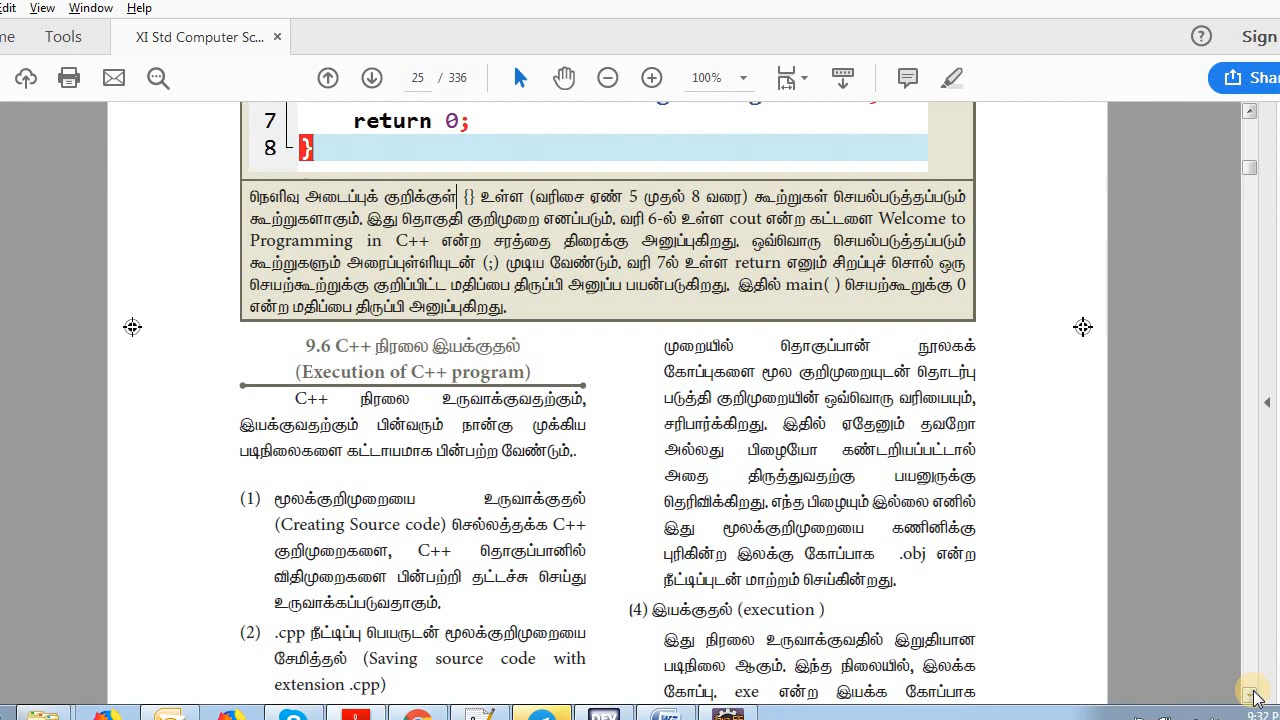 Edit View Window Help
Tools
XI Std Computer Sc... ×
? Sign
25 / 336
100%
7 return 0;
8 }
நெளிவு அடைப்புக் குறிக்குள் {} உள்ள (வரிசை ஏண் 5 முதல் 8 வரை) கூற்றுகள் செயல்படுத்தப்படும்
கூற்றுகளாகும். இது தொகுதி குறிமுறை எனப்படும். வரி 6-ல் உள்ள cout என்ற கட்டளை Welcome to
Programming in C++ என்ற சரத்தை திரைக்கு அனுப்புகிறது. ஒவ்வொரு செயல்படுத்தப்படும்
கூற்றுகளும் அரைப்புள்ளியுடன் (;) முடிய வேண்டும். வரி 7ல் உள்ள return எனும் சிறப்புச் சொல் ஒரு
செயற்கூற்றுக்கு குறிப்பிட்ட மதிப்பை திருப்பி அனுப்ப பயன்படுகிறது. இதில் main( ) செயற்கூறுக்கு 0
என்ற மதிப்பை திருப்பி அனுப்புகிறது.
9.6 C++ நிரலை இயக்குதல்
(Execution of C++ program)
C++ நிரலை உருவாக்குவதற்கும்,
இயக்குவதற்கும் பின்வரும் நான்கு முக்கிய
படிநிலைகளை கட்டாயமாக பின்பற்ற வேண்டும்..
(1) மூலக்குறிமுறையை உருவாக்குதல்
(Creating Source code) செல்லத்தக்க C++
குறிமுறைகளை, C++ தொகுப்பானில்
விதிமுறைகளை பின்பற்றி தட்டச்சு செய்து
உருவாக்கப்படுவதாகும்.
(2) .cpp நீட்டிப்பு பெயருடன் மூலக்குறிமுறையை
சேமித்தல் (Saving source code with
extension .cpp)
முறையில் தொகுப்பான் நூலகக்
கோப்புகளை மூல குறிமுறையுடன் தொடர்பு
படுத்தி குறிமுறையின் ஒவ்வொரு வரியையும்,
சரிபார்க்கிறது. இதில் ஏதேனும் தவறோ
அல்லது பிழையோ கண்டறியப்பட்டால்
அதை திருத்துவதற்கு பயனுருக்கு
தெரிவிக்கிறது. எந்த பிழையும் இல்லை எனில்
இது மூலக்குறிமுறையை கணினிக்கு
புரிகின்ற இலக்கு கோப்பாக .obj என்ற
நீட்டிப்புடன் மாற்றம் செய்கின்றது.
(4) இயக்குதல் (execution )
இது நிரலை உருவாக்குவதில் இறுதியான
படிநிலை ஆகும். இந்த நிலையில், இலக்க
கோப்பு. exe என்ற இயக்க கோப்பாக
DEV
9:32 P